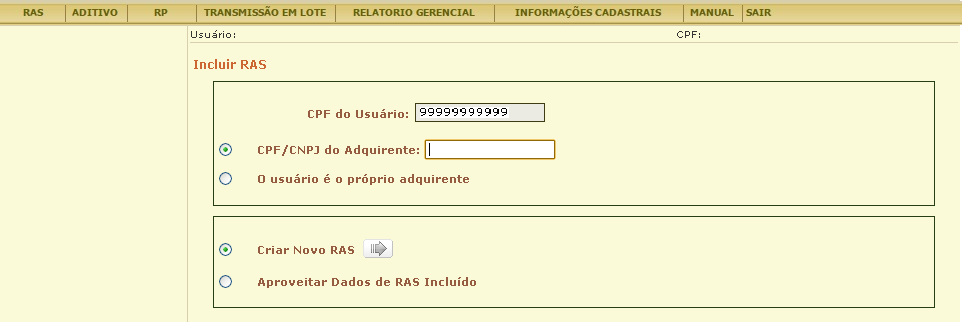 RAS ADITIVO RP TRANSMISSÃO EM LOTE RELATORIO GERENCIAL INFORMAÇÕES CADASTRAIS MANUAL SAIR
Usuário: CPF:
Incluir RAS
CPF do Usuário: 99999999999
CPF/CNPJ do Adquirente:
O usuário é o próprio adquirente
Criar Novo RAS
Aproveitar Dados de RAS Incluído